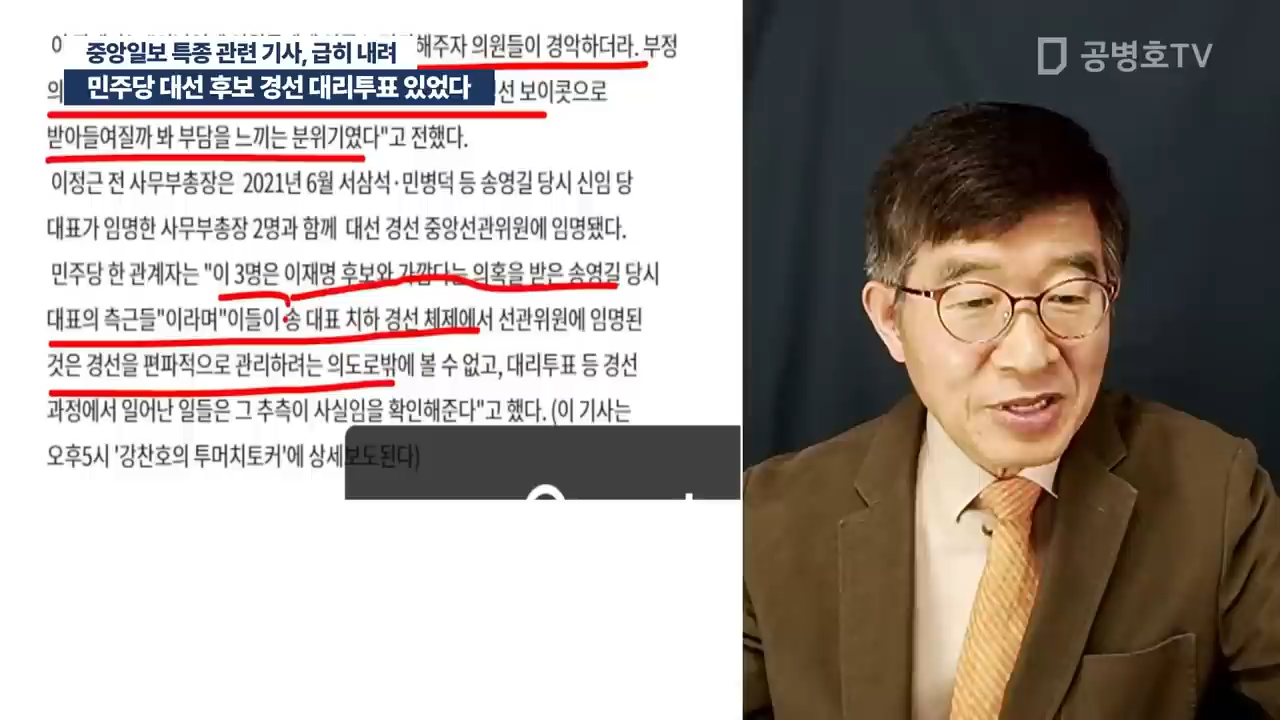 중앙일보 특종 관련 기사, 급히 내려
민주당 대선 후보 경선 대리투표 있었다
공병호TV
해주자 의원들이 경악하더라. 부정
의 선 보이콧으로
받아들여질까 봐 부담을 느끼는 분위기였다"고 전했다.
이정근 전 사무부총장은 2021년 6월 서삼석·민병덕 등 송영길 당시 신임 당
대표가 임명한 사무부총장 2명과 함께 대선 경선 중앙선관위원에 임명됐다.
민주당 한 관계자는 "이 3명은 이재명 후보와 가깝다는 의혹을 받은 송영길 당시
대표의 측근들"이라며"이들이 송 대표 치하 경선 체제에서 선관위원에 임명된
것은 경선을 편파적으로 관리하려는 의도로밖에 볼 수 없고, 대리투표 등 경선
과정에서 일어난 일들은 그 추측이 사실임을 확인해준다"고 했다. (이 기사는
오후5시 '강찬호의 투머치토커'에 상세보도된다)